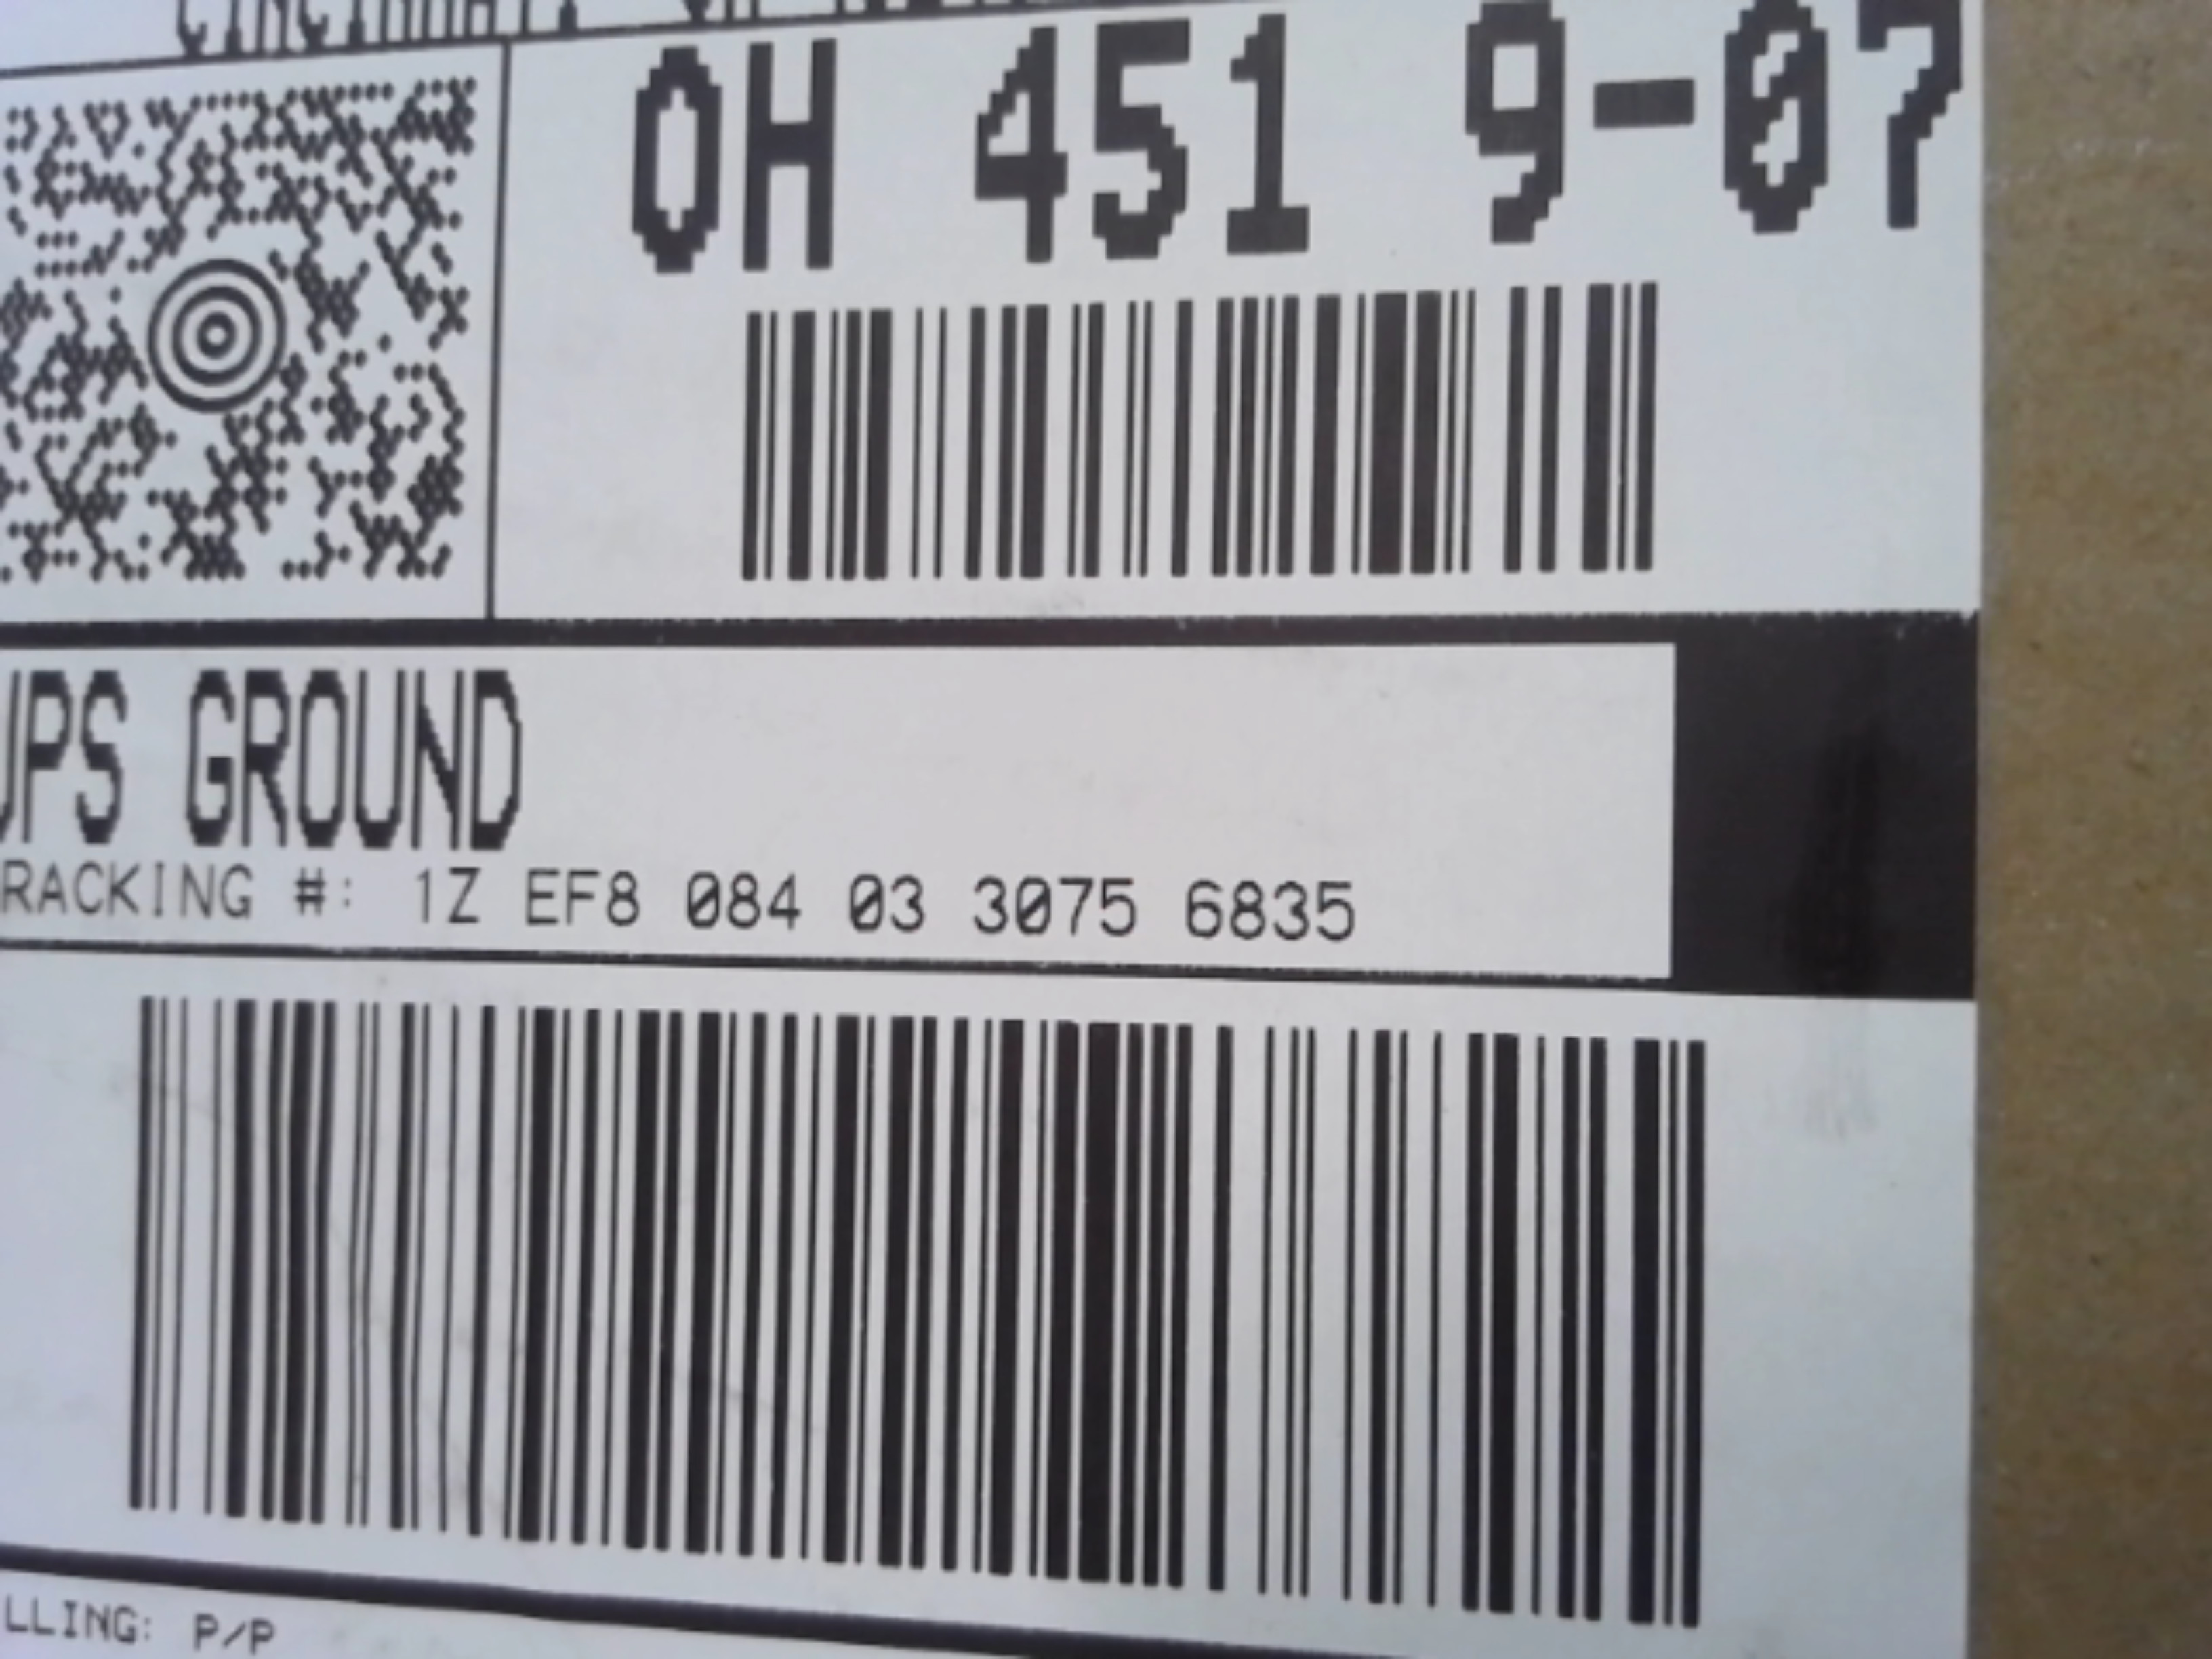 OH 451 9-07
UPS GROUND
RACKING #: 1Z EF8 084 03 3075 6835
LLING: P/P